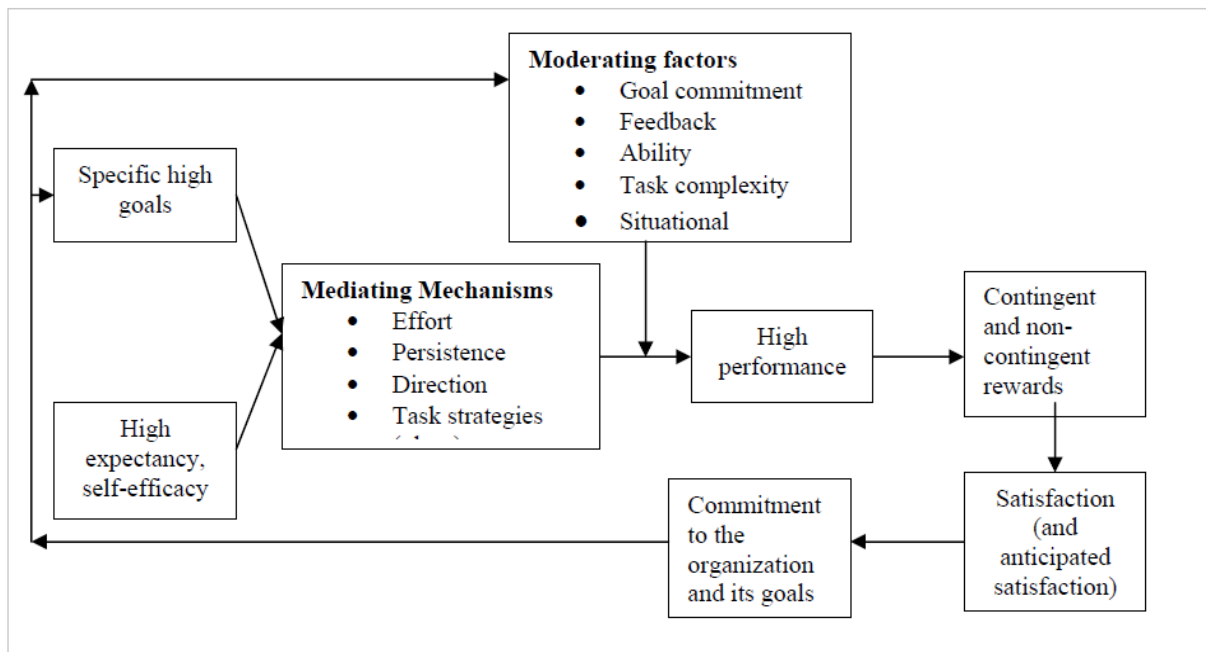 Moderating factors
• Goal commitment
• Feedback
• Ability
• Task complexity
• Situational
Specific high
goals
Mediating Mechanisms
• Effort
• Persistence
• Direction
• Task strategies
High
expectancy,
self-efficacy
High
performance
Contingent
and non-
contingent
rewards
Satisfaction
(and
anticipated
satisfaction)
Commitment
to the
organization
and its goals